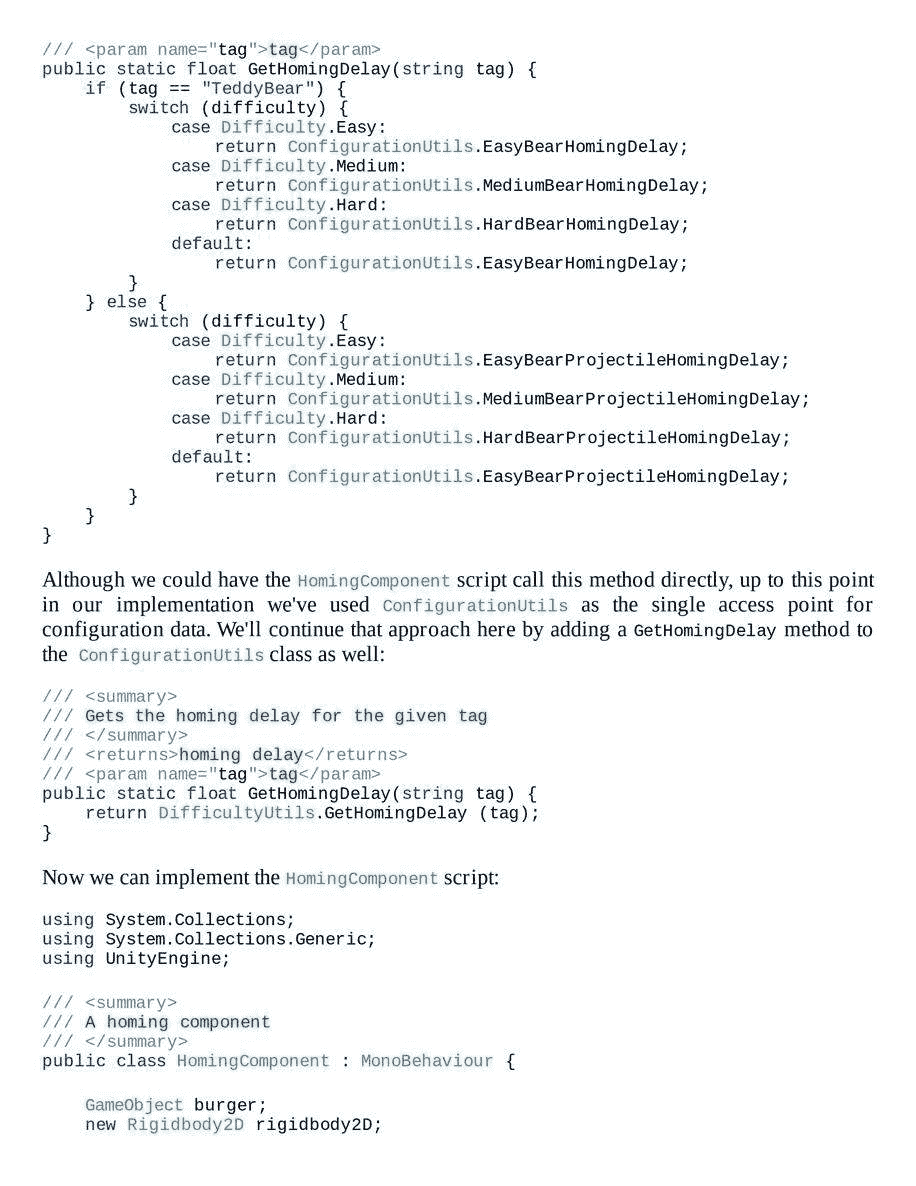 /// <param name="tag">tag</param>
public static float GetHomingDelay(string tag) {
    if (tag == "TeddyBear") {
        switch (difficulty) {
            case Difficulty.Easy:
                return ConfigurationUtils.EasyBearHomingDelay;
            case Difficulty.Medium:
                return ConfigurationUtils.MediumBearHomingDelay;
            case Difficulty.Hard:
                return ConfigurationUtils.HardBearHomingDelay;
            default:
                return ConfigurationUtils.EasyBearHomingDelay;
        }
    } else {
        switch (difficulty) {
            case Difficulty.Easy:
                return ConfigurationUtils.EasyBearProjectileHomingDelay;
            case Difficulty.Medium:
                return ConfigurationUtils.MediumBearProjectileHomingDelay;
            case Difficulty.Hard:
                return ConfigurationUtils.HardBearProjectileHomingDelay;
            default:
                return ConfigurationUtils.EasyBearProjectileHomingDelay;
        }
    }
}
Although we could have the HomingComponent script call this method directly, up to this point
in our implementation we've used ConfigurationUtils as the single access point for
configuration data. We'll continue that approach here by adding a GetHomingDelay method to
the ConfigurationUtils class as well:
/// <summary>
/// Gets the homing delay for the given tag
/// </summary>
/// <returns>homing delay</returns>
/// <param name="tag">tag</param>
public static float GetHomingDelay(string tag) {
    return DifficultyUtils.GetHomingDelay (tag);
}
Now we can implement the HomingComponent script:
using System.Collections;
using System.Collections.Generic;
using UnityEngine;
/// <summary>
/// A homing component
/// </summary>
public class HomingComponent : MonoBehaviour {
    GameObject burger;
    new Rigidbody2D rigidbody2D;